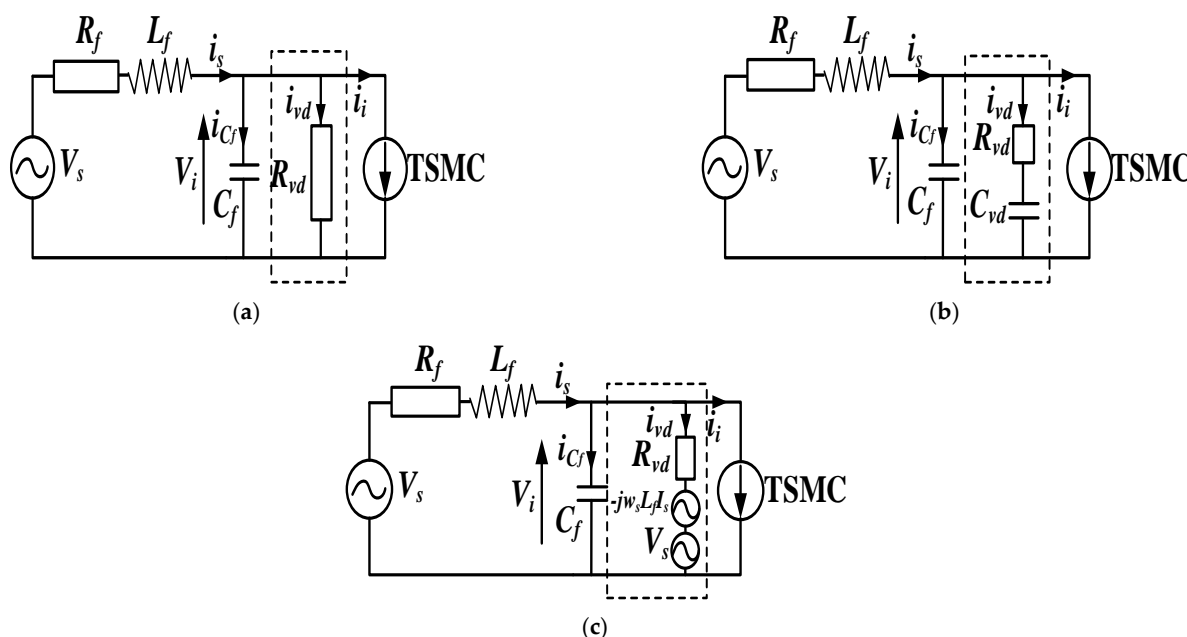 R_f L_f i_s
i_vd i_i
i_Cf
V_s V_i R_vd TSMC
C_f
(a)
R_f L_f i_s
i_vd i_i
i_Cf R_vd
V_s V_i TSMC
C_f C_vd
(b)
R_f L_f i_s
i_vd i_i
i_Cf R_vd
V_s V_i -jw_sL_fI_s TSMC
C_f V_s
(c)